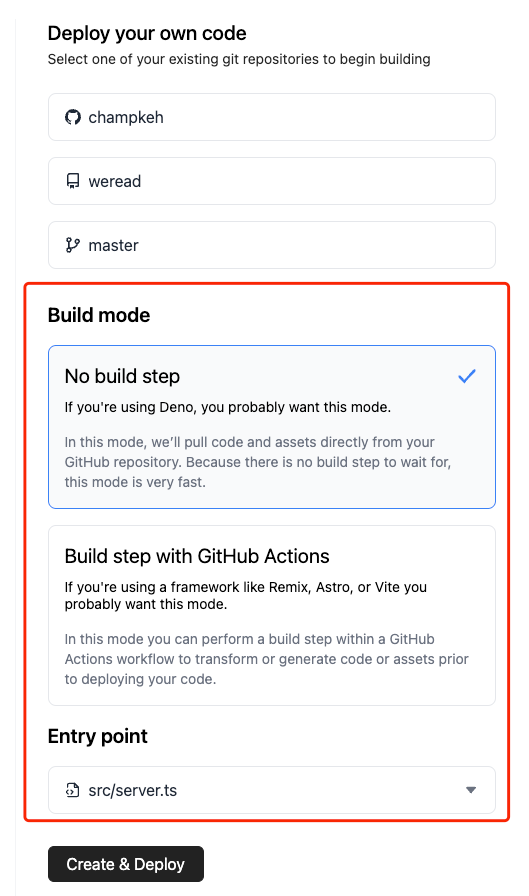 Deploy your own code
Select one of your existing git repositories to begin building
champkeh
weread
master
Build mode
No build step
If you're using Deno, you probably want this mode.
In this mode, we’ll pull code and assets directly from your
GitHub repository. Because there is no build step to wait for,
this mode is very fast.
Build step with GitHub Actions
If you're using a framework like Remix, Astro, or Vite you
probably want this mode.
In this mode you can perform a build step within a GitHub
Actions workflow to transform or generate code or assets prior
to deploying your code.
Entry point
src/server.ts
Create & Deploy